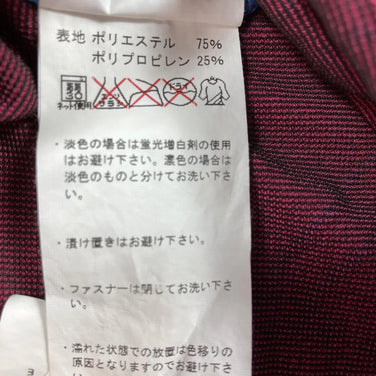 表地 ポリエステル 75%
ポリプロピレン 25%
ネット使用
・淡色の場合は蛍光増白剤の使用
はお避け下さい。濃色の場合は
淡色のものと分けてお洗い下さい。
・漬け置きはお避け下さい。
・ファスナーは閉じてお洗い下さい。
・濡れた状態での放置は色移りの
原因となりますのでお避け下さい